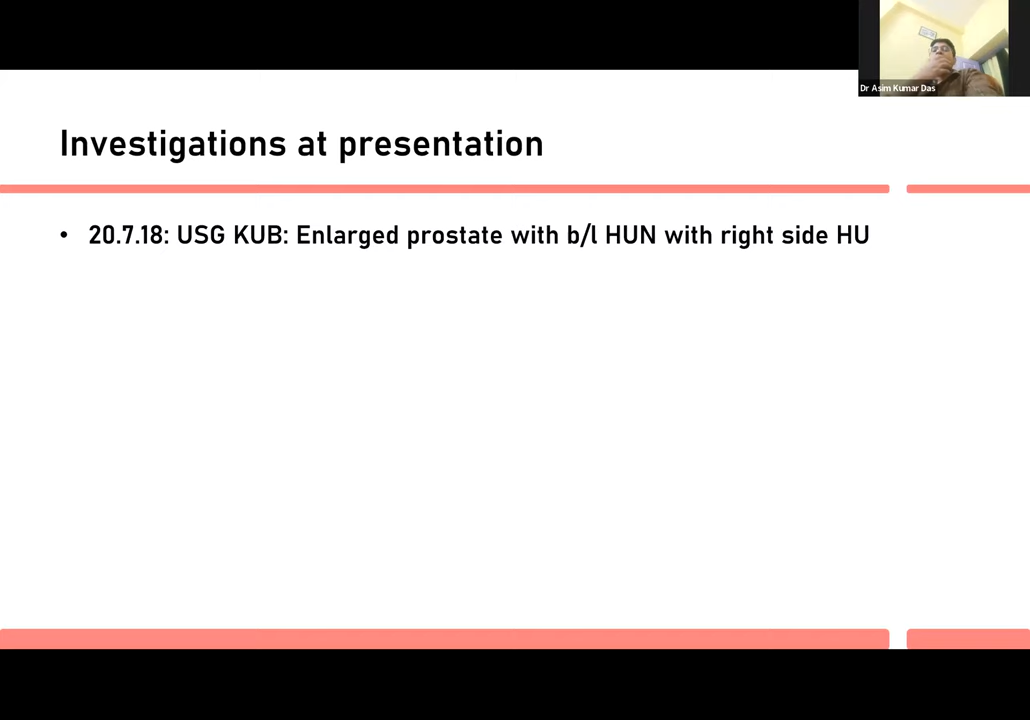 Dr Asim Kumar Das
Investigations at presentation
• 20.7.18: USG KUB: Enlarged prostate with b/l HUN with right side HU